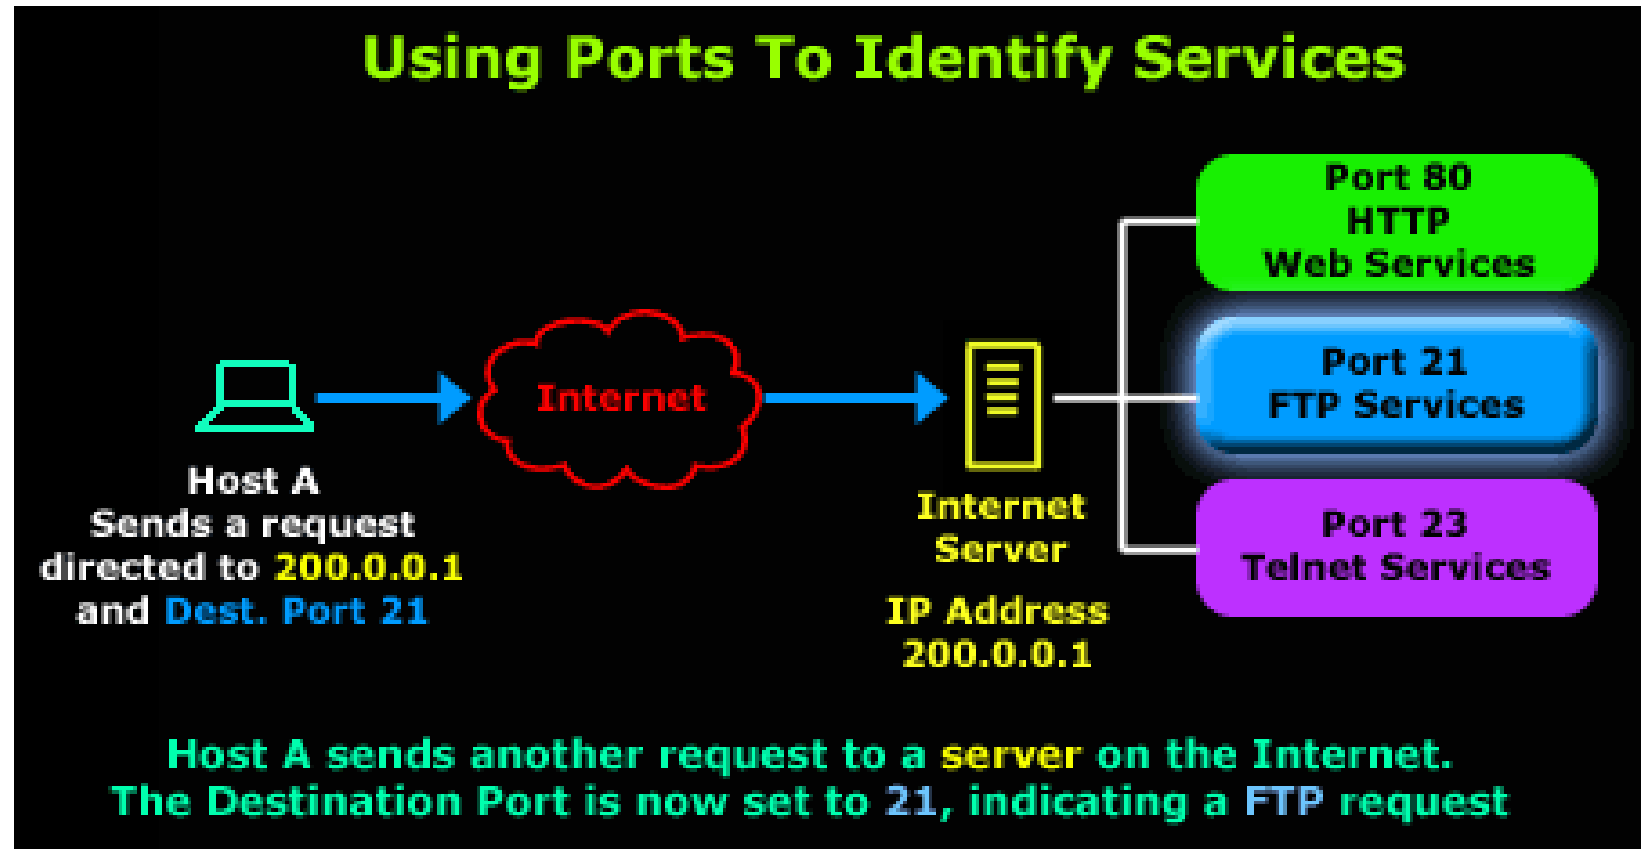 Using Ports To Identify Services
Port 80
HTTP
Web Services
Port 21
FTP Services
Port 23
Telnet Services
Internet
Host A
Sends a request
directed to 200.0.0.1
and Dest. Port 21
Internet
Server
IP Address
200.0.0.1
Host A sends another request to a server on the Internet.
The Destination Port is now set to 21, indicating a FTP request